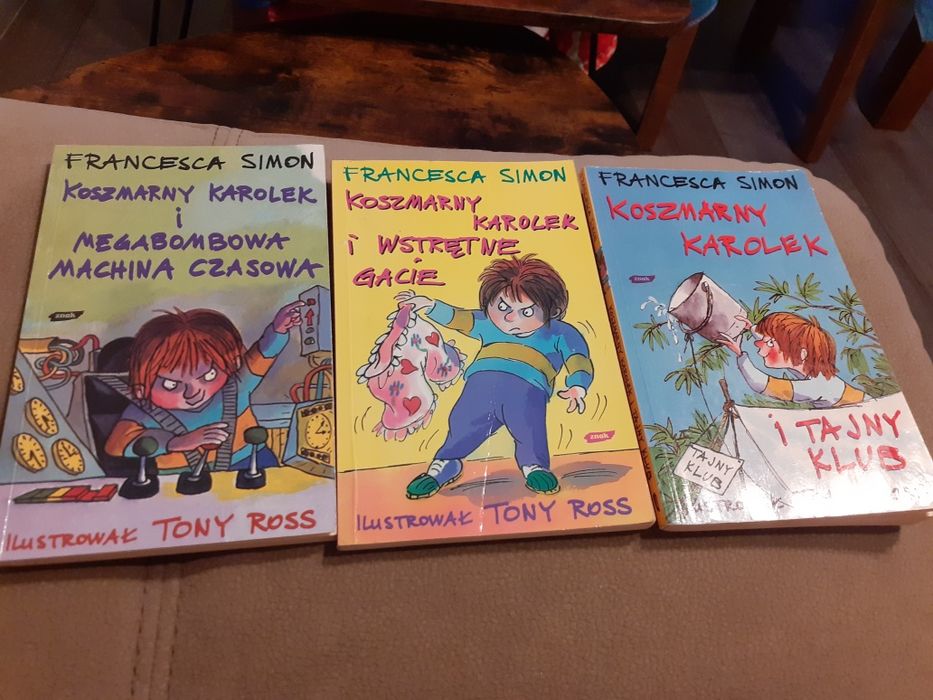 FRANCESCA SIMON
KOSZMARNY KAROLEK
i
MEGABOMBOWA
MACHINA CZASOWA
znak
ILUSTROWAŁ TONY ROSS
FRANCESCA SIMON
KOSZMARNY
KAROLEK
i WSTRĘTNE
GACIE
znak
ILUSTROWAŁ TONY ROSS
FRANCESCA SIMON
KOSZMARNY
KAROLEK
znak
i TAJNY
KLUB
TAJNY
KLUB